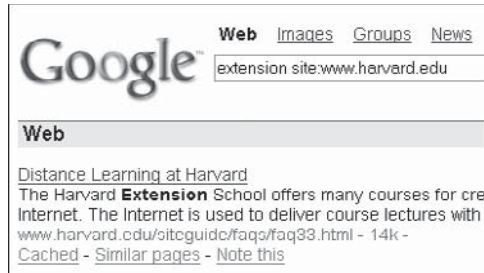 Web Images Groups News
Google™
extension site:www.harvard.edu
Web
Distance Learning at Harvard
The Harvard Extension School offers many courses for cre
Internet. The Internet is used to deliver course lectures with
www.harvard.edu/siteguide/faqs/faq33.html - 14k -
Cached - Similar pages - Note this